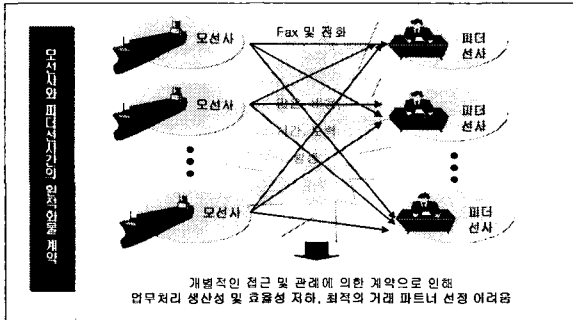 모선사와 피더선사간의 환적화물 계약
Fax 및 전화
모선사
피더
선사
모선사
피더
선사
모선사
피더
선사
개별적인 접근 및 관례에 의한 계약으로 인해
업무처리 생산성 및 효율성 저하, 최적의 거래 파트너 선정 어려움